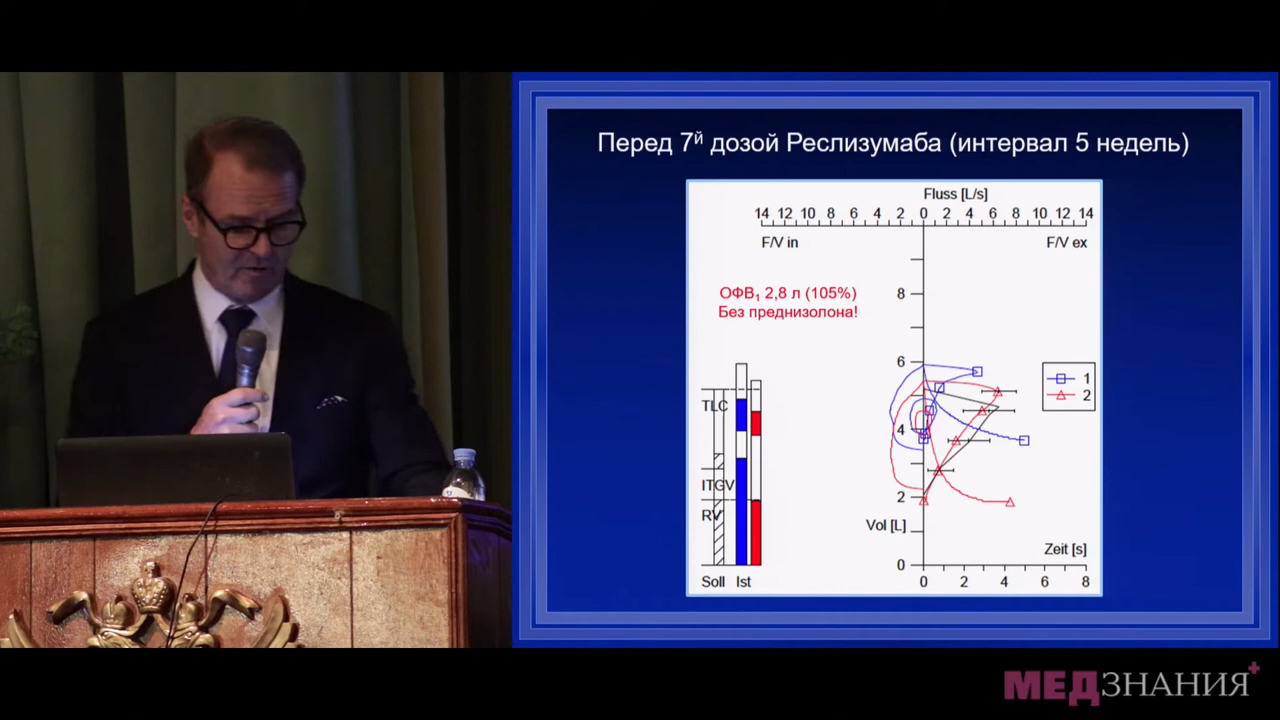 Перед 7й дозой Реслизумаба (интервал 5 недель)
Fluss [L/s]
14 12 10 8 6 4 2 0 2 4 6 8 10 12 14
F/V in
F/V ex
ОФВ1 2,8 л (105%)
Без преднизолона!
8
6
4
2
0
1
2
TLC
ITGV
RV
Vol [L]
Zeit [s]
Soll Ist
0 2 4 6 8
МЕДЗНАНИЯ+